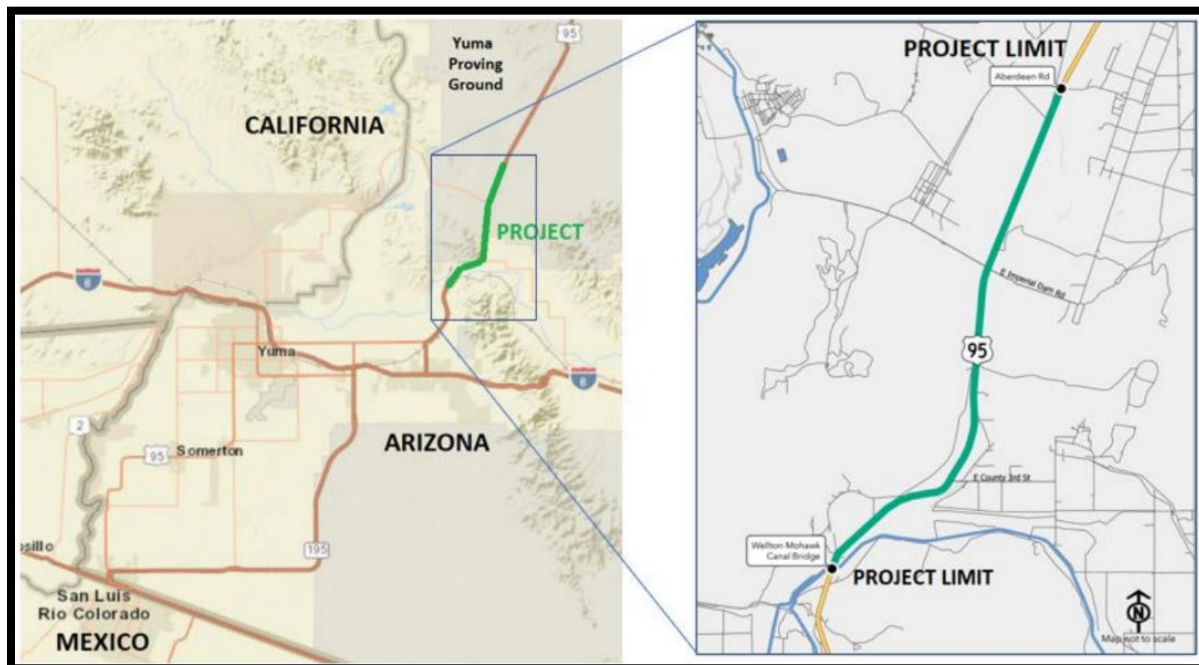 95
Yuma
Proving
Ground
CALIFORNIA
PROJECT
8
Yuma
8
2
ARIZONA
95
Somerton
195
osillo
San Luis
Río Colorado
MEXICO
PROJECT LIMIT
Aberdeen Rd
E Imperial Dam Rd
95
E County 3rd St
Wellton Mohawk
Canal Bridge
PROJECT LIMIT
N
Map not to scale